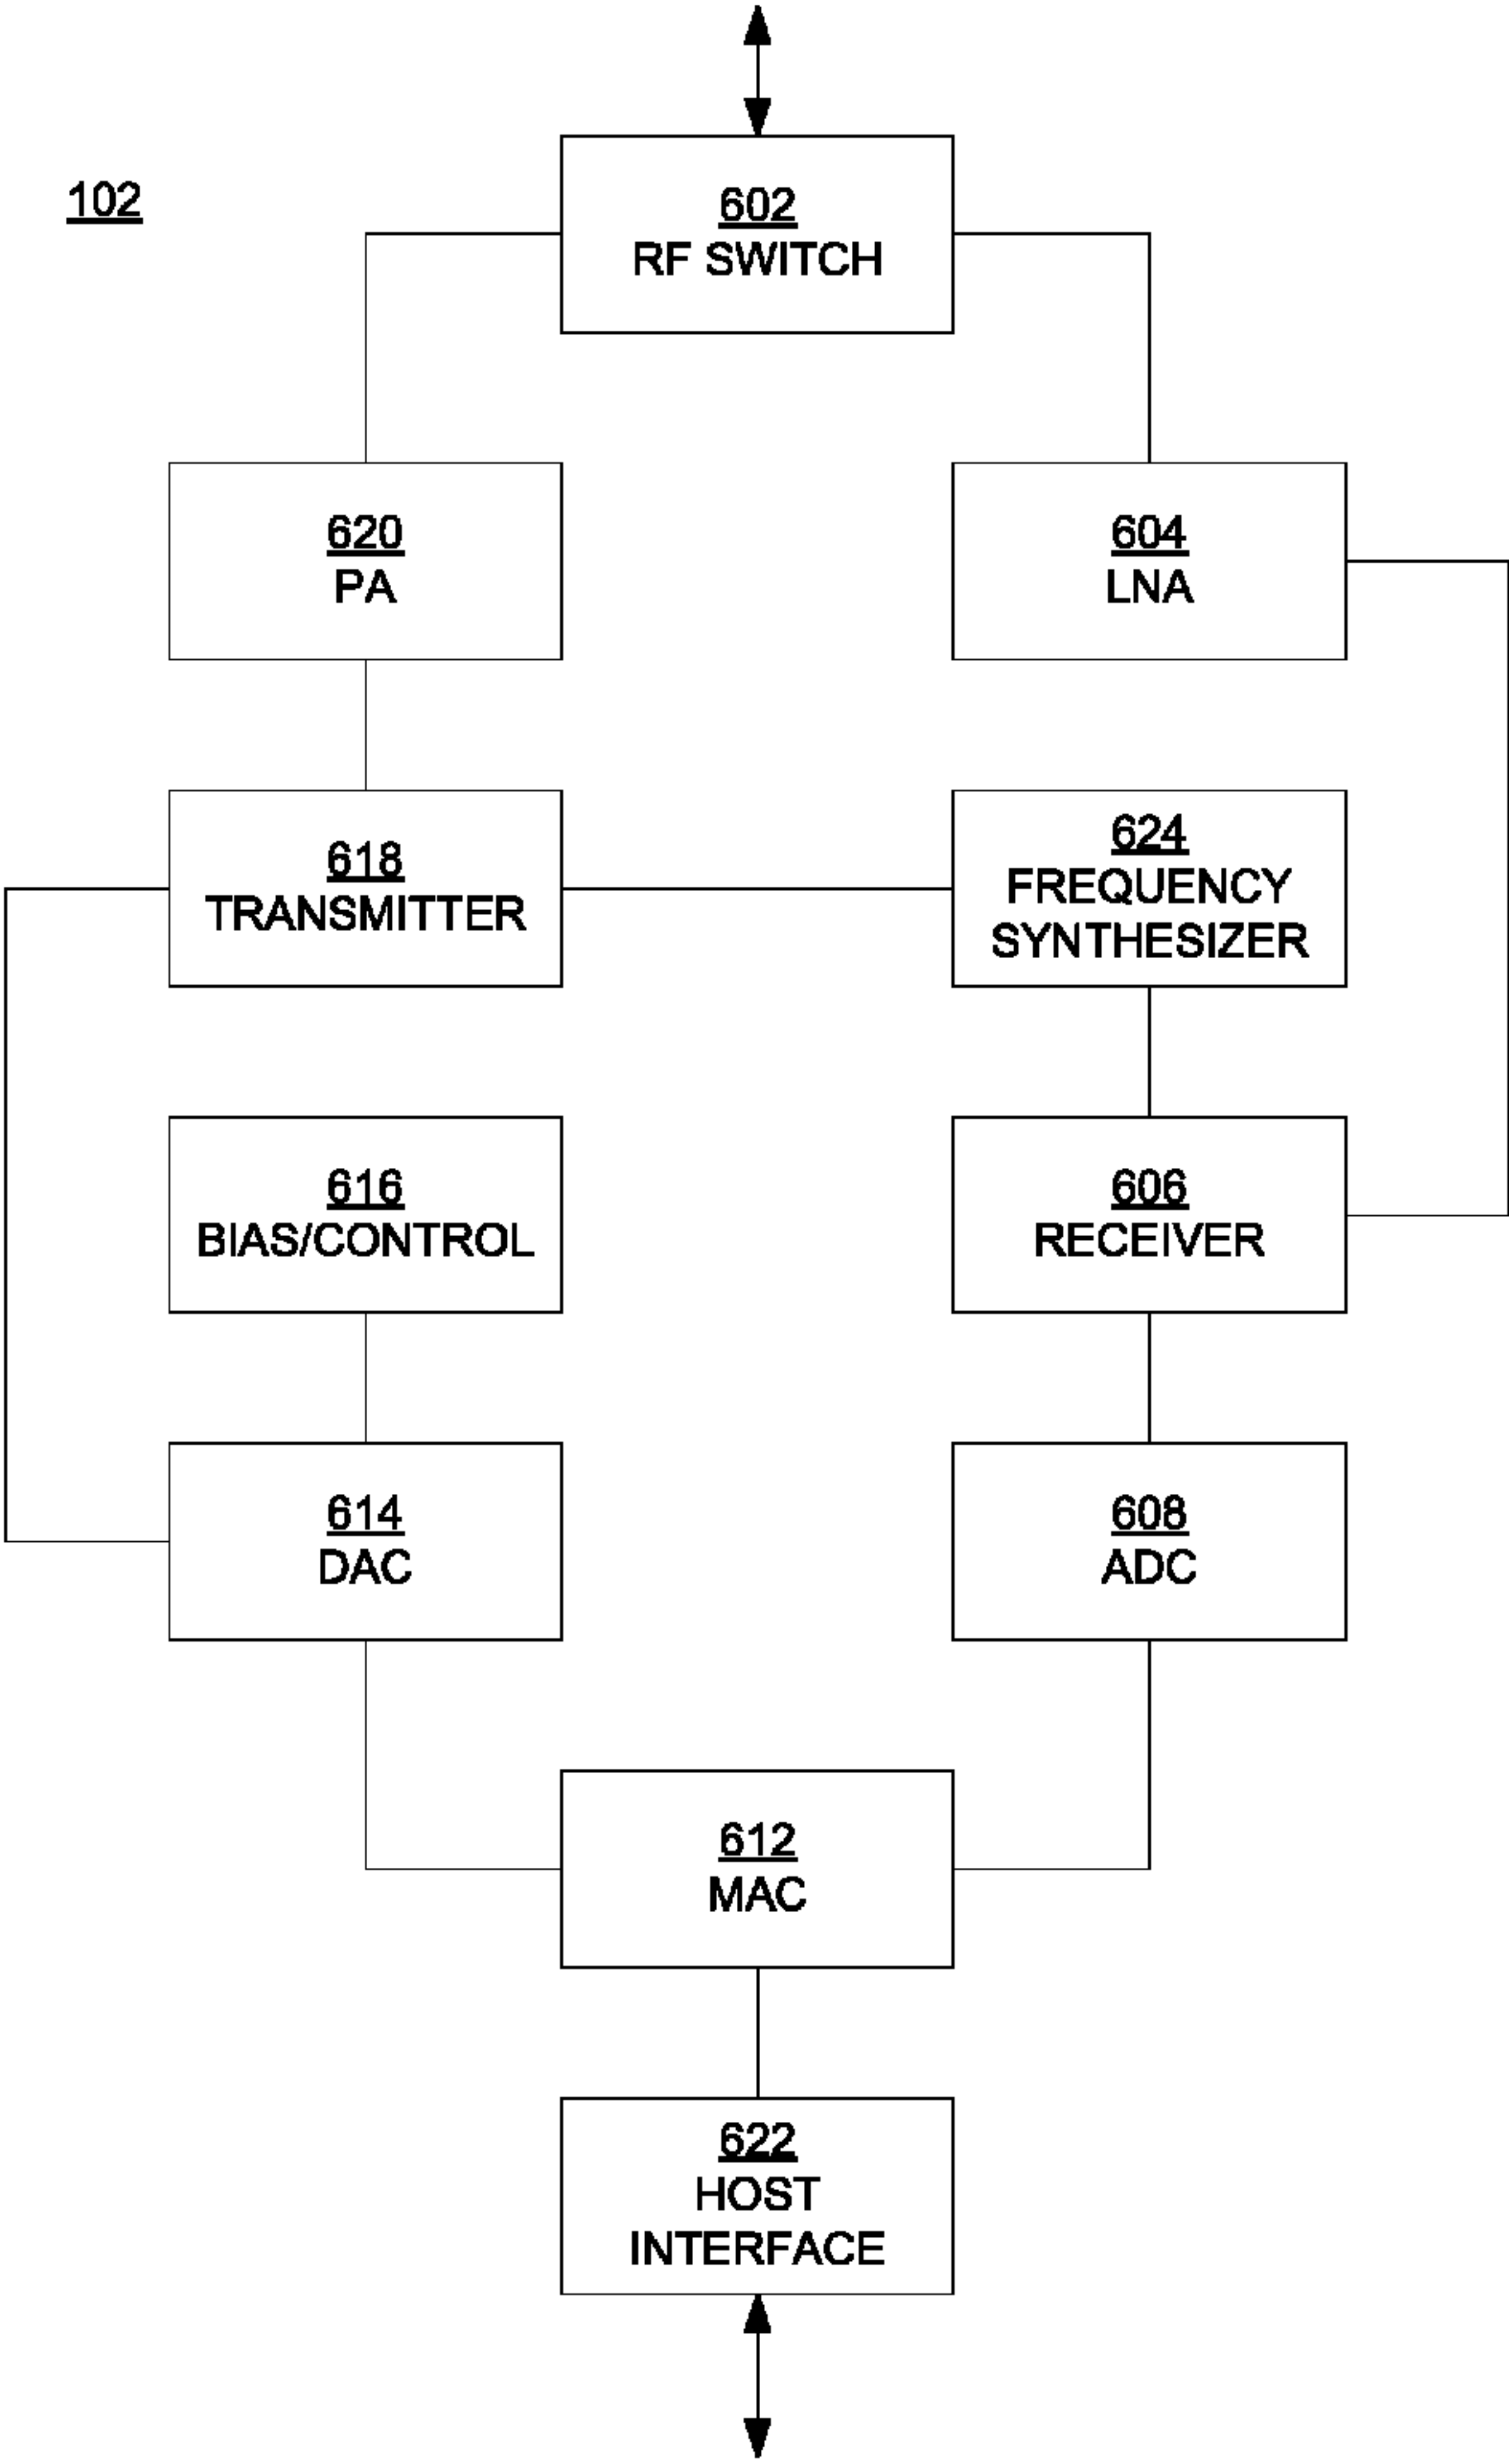 102
602
RF SWITCH
620
PA
604
LNA
618
TRANSMITTER
624
FREQUENCY
SYNTHESIZER
616
BIAS/CONTROL
606
RECEIVER
614
DAC
608
ADC
612
MAC
622
HOST
INTERFACE